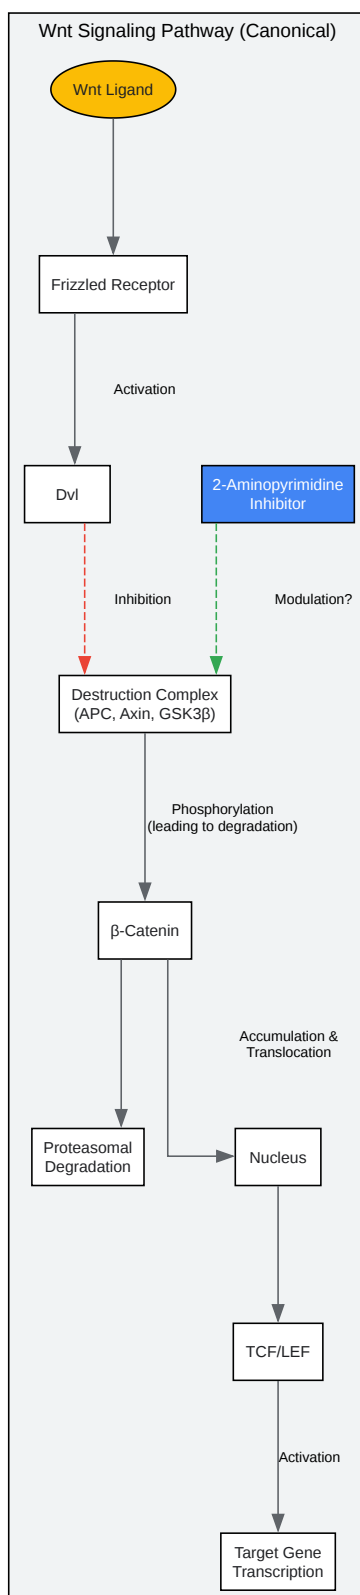 Wnt Signaling Pathway (Canonical)
Wnt Ligand
Frizzled Receptor
Activation
Dvl
2-Aminopyrimidine
Inhibitor
Inhibition
Modulation?
Destruction Complex
(APC, Axin, GSK3β)
Phosphorylation
(leading to degradation)
β-Catenin
Accumulation &
Translocation
Proteasomal
Degradation
Nucleus
TCF/LEF
Activation
Target Gene
Transcription